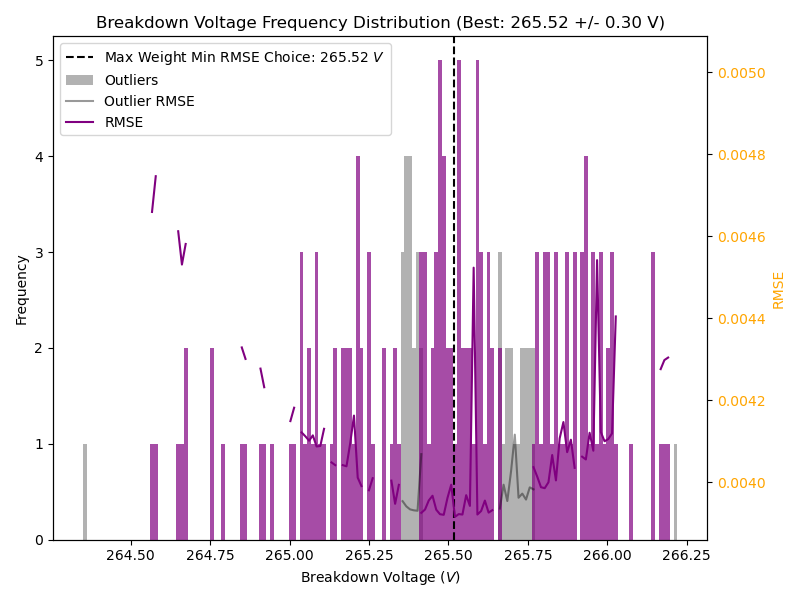 Breakdown Voltage Frequency Distribution (Best: 265.52 +/- 0.30 V)
Max Weight Min RMSE Choice: 265.52 V
Outliers
Outlier RMSE
RMSE
5
4
3
2
1
0
Frequency
0.0050
0.0048
0.0046
0.0044
0.0042
0.0040
RMSE
264.50 264.75 265.00 265.25 265.50 265.75 266.00 266.25
Breakdown Voltage (V)